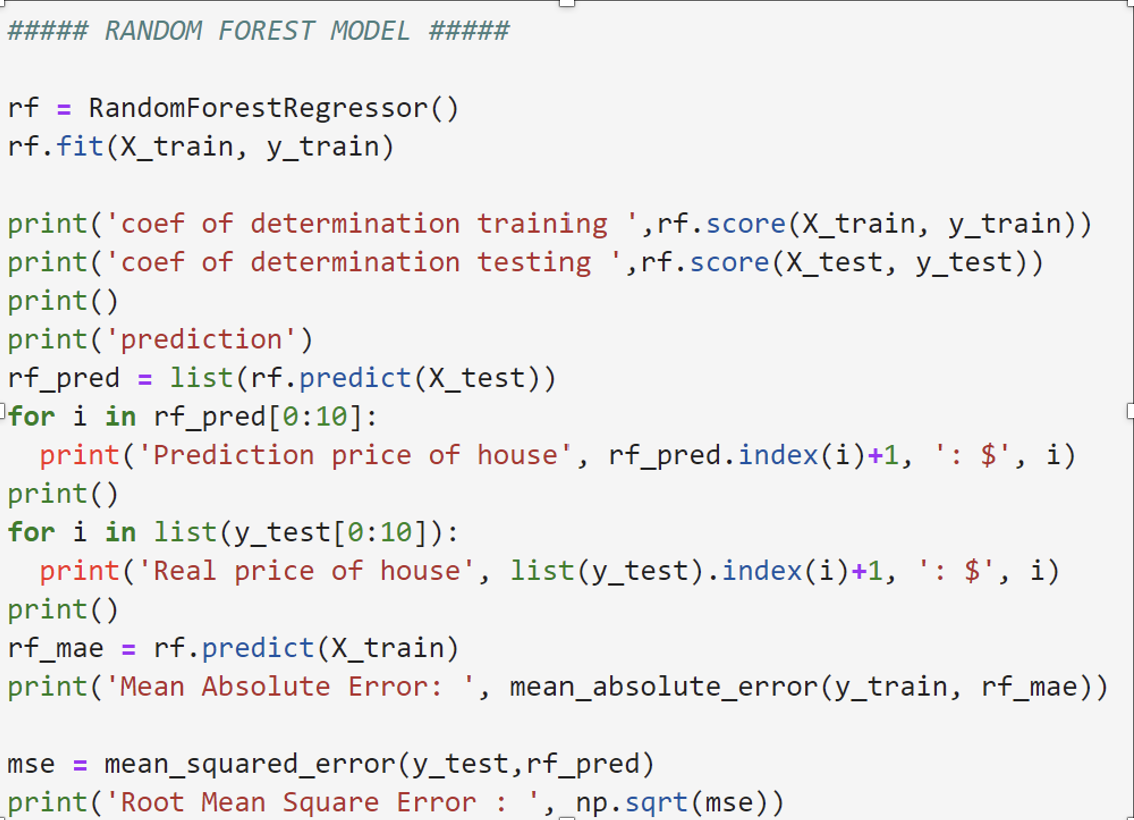 ##### RANDOM FOREST MODEL #####
rf = RandomForestRegressor()
rf.fit(X_train, y_train)
print('coef of determination training ',rf.score(X_train, y_train))
print('coef of determination testing ',rf.score(X_test, y_test))
print()
print('prediction')
rf_pred = list(rf.predict(X_test))
for i in rf_pred[0:10]:
  print('Prediction price of house', rf_pred.index(i)+1, ': $', i)
print()
for i in list(y_test[0:10]):
  print('Real price of house', list(y_test).index(i)+1, ': $', i)
print()
rf_mae = rf.predict(X_train)
print('Mean Absolute Error: ', mean_absolute_error(y_train, rf_mae))
mse = mean_squared_error(y_test,rf_pred)
print('Root Mean Square Error : ', np.sqrt(mse))